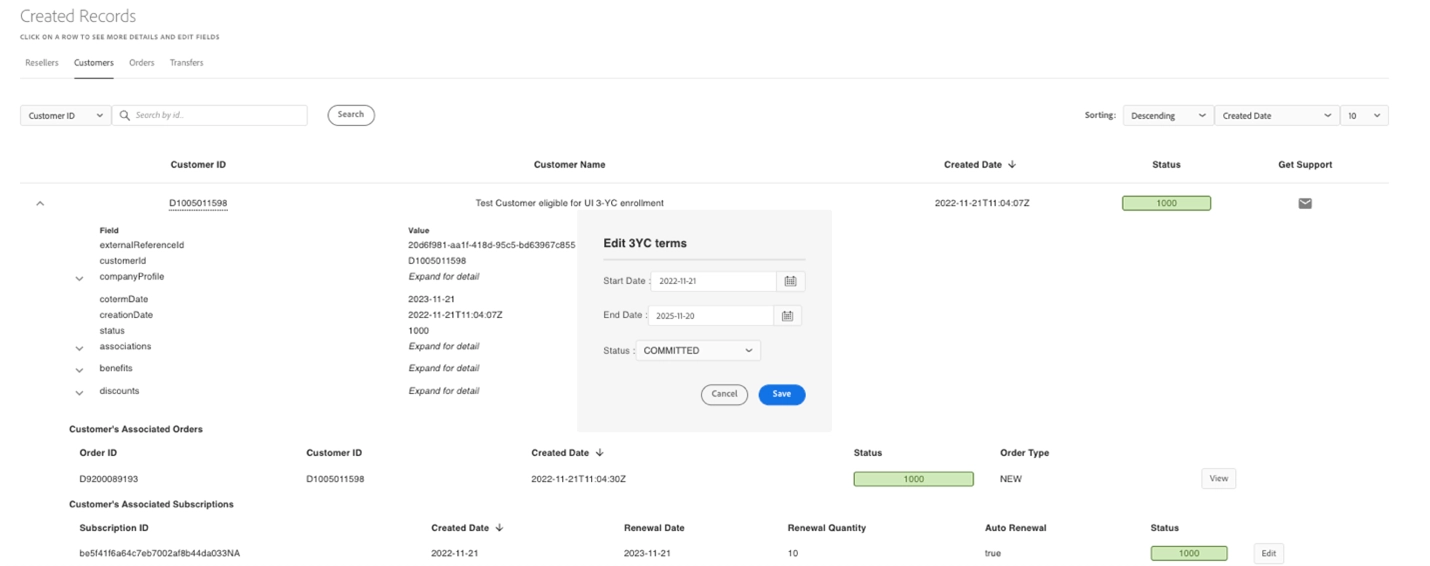 Created Records
CLICK ON A ROW TO SEE MORE DETAILS AND EDIT FIELDS
Resellers Customers Orders Transfers
Customer ID Search by id.. Search Sorting: Descending Created Date 10
Customer ID Customer Name Created Date Status Get Support
D1005011598 Test Customer eligible for UI 3-YC enrollment 2022-11-21T11:04:07Z 1000
Field Value
externalReferenceId 20d6f981-aa1f-418d-95c5-bd63967c855
customerId D1005011598
companyProfile Expand for detail
cotermDate 2023-11-21
creationDate 2022-11-21T11:04:07Z
status 1000
associations Expand for detail
benefits Expand for detail
discounts Expand for detail
Edit 3YC terms
Start Date : 2022-11-21
End Date : 2025-11-20
Status : COMMITTED
Cancel Save
Customer's Associated Orders
Order ID Customer ID Created Date Status Order Type
D9200089193 D1005011598 2022-11-21T11:04:30Z 1000 NEW View
Customer's Associated Subscriptions
Subscription ID Created Date Renewal Date Renewal Quantity Auto Renewal Status
be5f41f6a64c7eb7002af8b44da033NA 2022-11-21 2023-11-21 10 true 1000 Edit